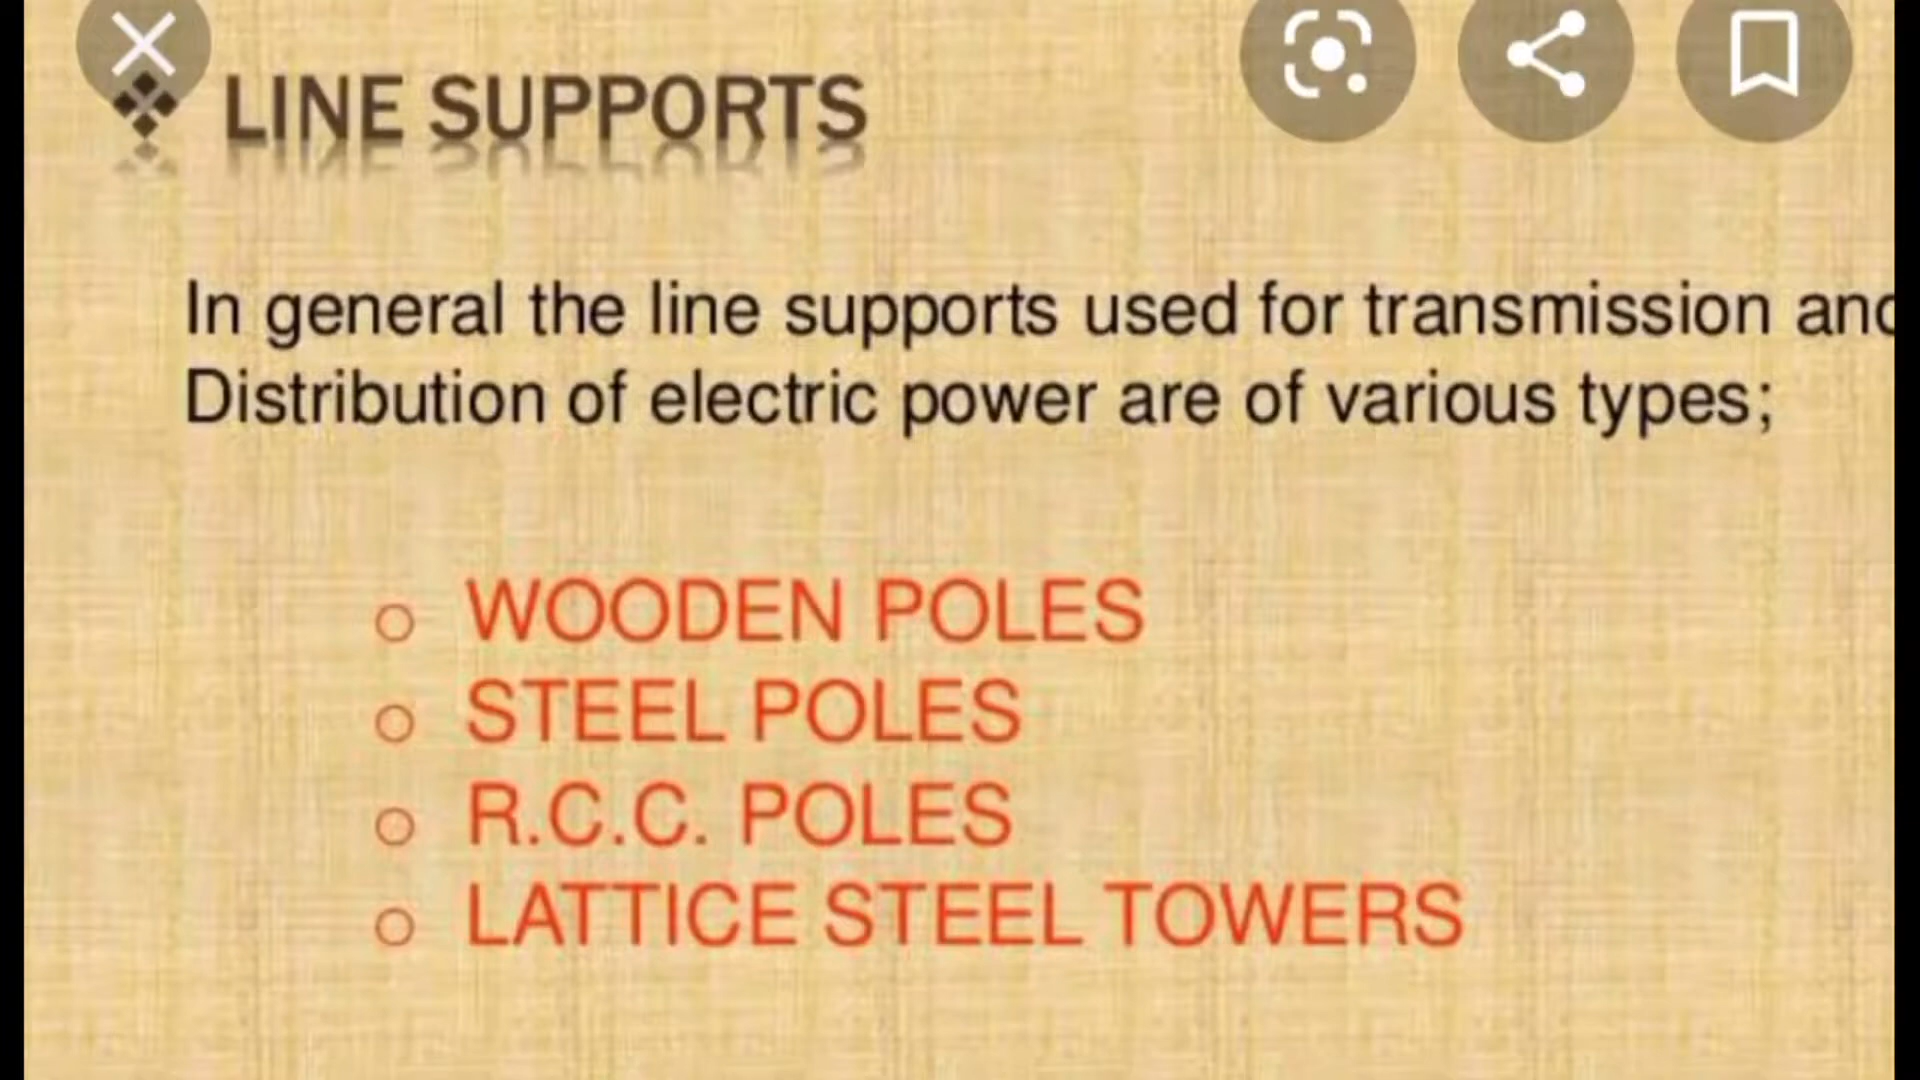 LINE SUPPORTS
In general the line supports used for transmission and
Distribution of electric power are of various types;
WOODEN POLES
STEEL POLES
R.C.C. POLES
LATTICE STEEL TOWERS